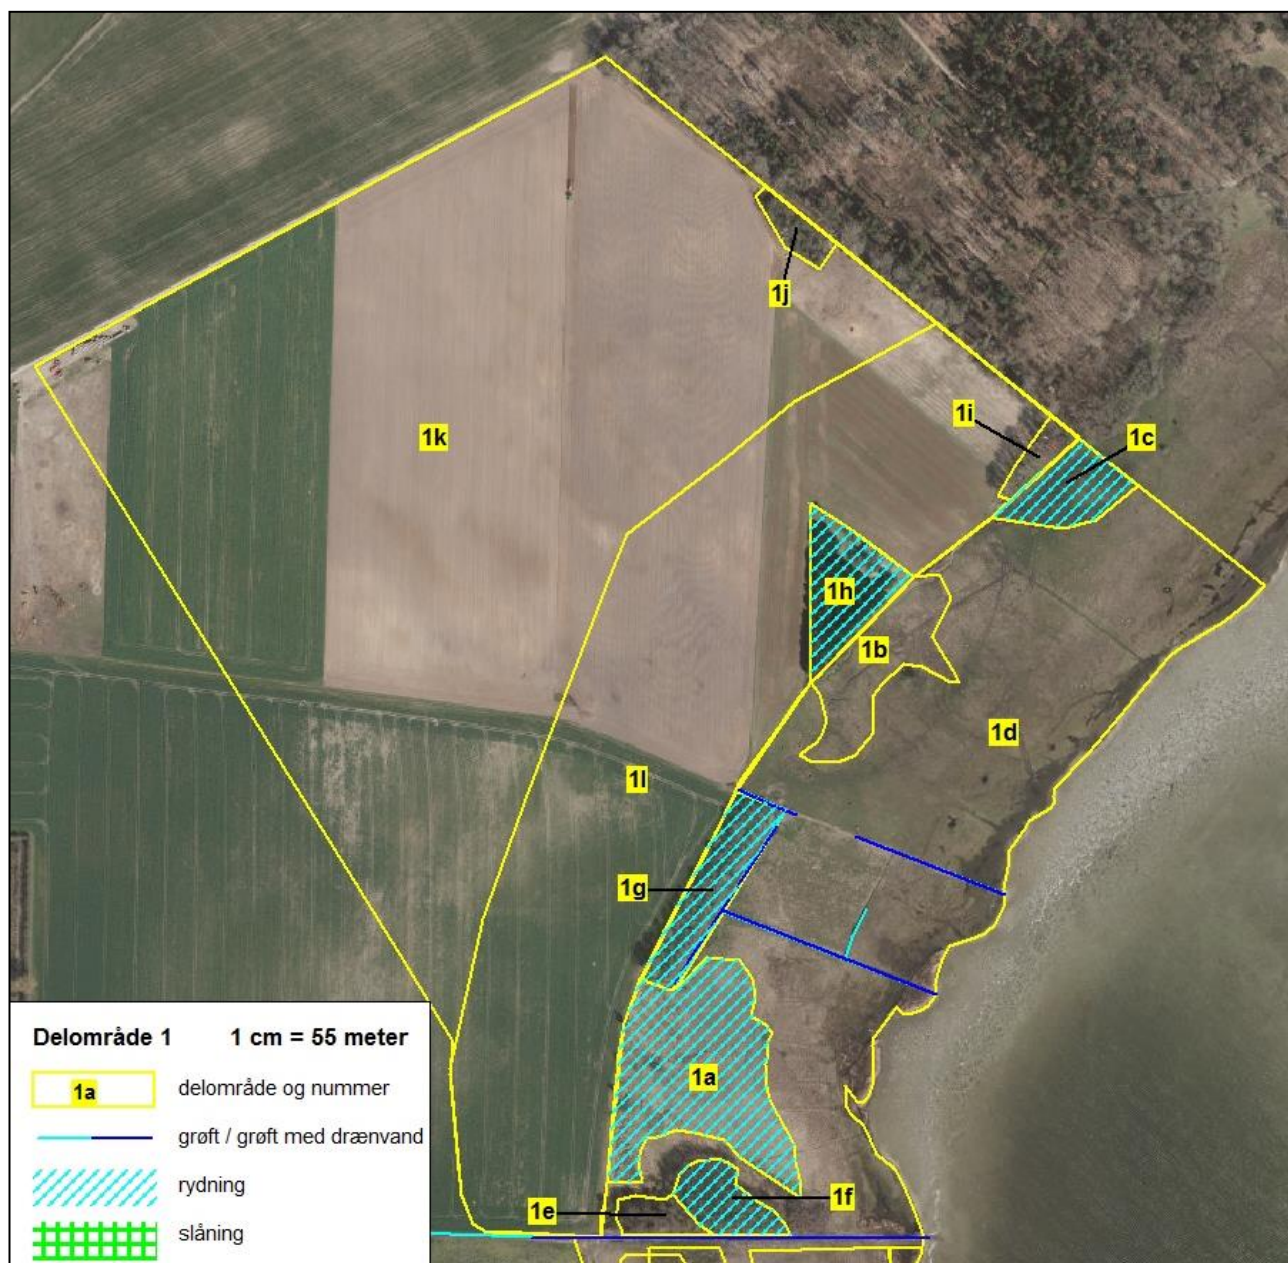 1j
1k
1i
1c
1h
1b
1d
1l
1g
1a
1f
1e
Delområde 1 1 cm = 55 meter
1a delområde og nummer
grøft / grøft med drænvand
rydning
slåning